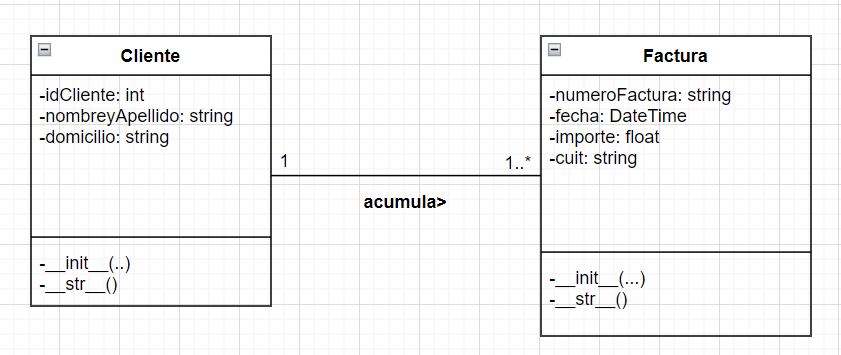 Cliente
-idCliente: int
-nombreyApellido: string
-domicilio: string
-__init__(..)
-__str__()
1
1..*
acumula>
Factura
-numeroFactura: string
-fecha: DateTime
-importe: float
-cuit: string
-__init__(...)
-__str__()